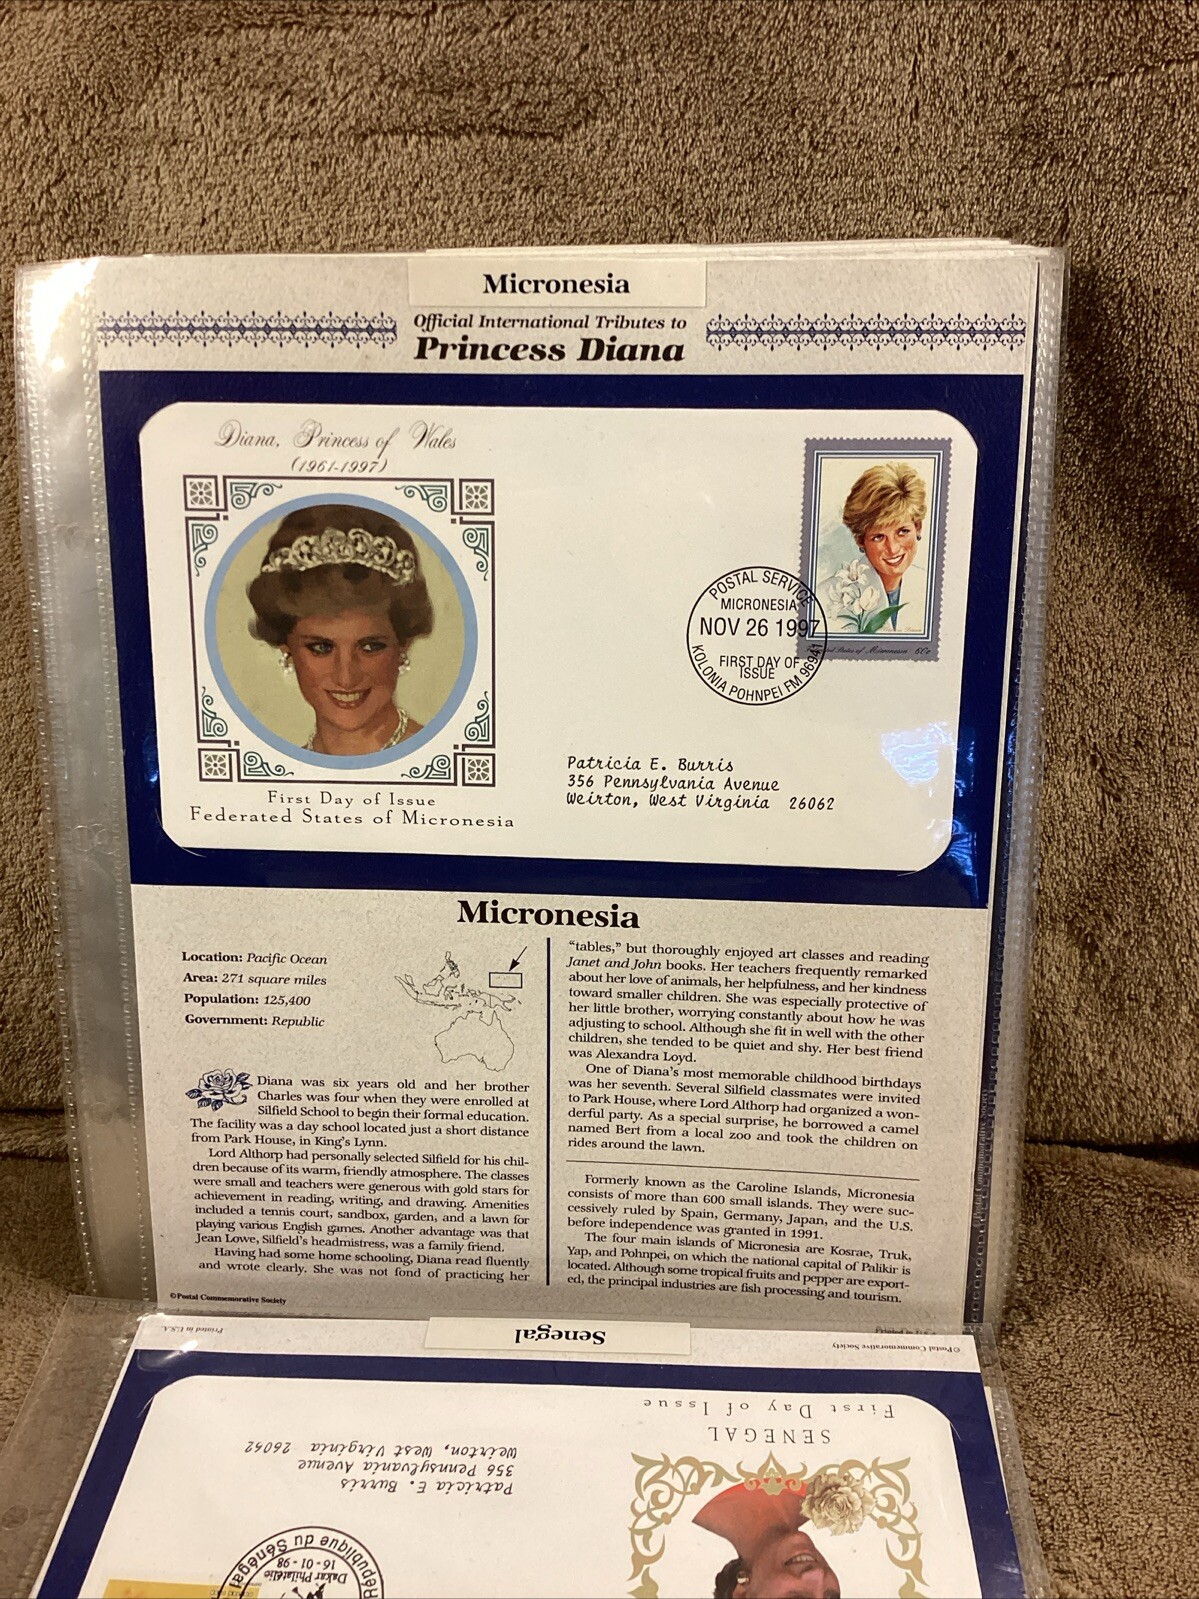 Micronesia
Official International Tributes to
Princess Diana
Diana, Princess of Wales
(1961-1997)
POSTAL SERVICE
MICRONESIA
NOV 26 1997
FIRST DAY OF
ISSUE
KOLONIA POHNPEI FM 96941
States of Micronesia 60c
Patricia E. Burris
356 Pennsylvania Avenue
Weirton, West Virginia 26062
First Day of Issue
Federated States of Micronesia
Micronesia
Location: Pacific Ocean
Area: 271 square miles
Population: 125,400
Government: Republic
Diana was six years old and her brother
Charles was four when they were enrolled at
Silfield School to begin their formal education.
The facility was a day school located just a short distance
from Park House, in King's Lynn.
Lord Althorp had personally selected Silfield for his chil-
dren because of its warm, friendly atmosphere. The classes
were small and teachers were generous with gold stars for
achievement in reading, writing, and drawing. Amenities
included a tennis court, sandbox, garden, and a lawn for
playing various English games. Another advantage was that
Jean Lowe, Silfield's headmistress, was a family friend.
Having had some home schooling, Diana read fluently
and wrote clearly. She was not fond of practicing her
"tables," but thoroughly enjoyed art classes and reading
Janet and John books. Her teachers frequently remarked
about her love of animals, her helpfulness, and her kindness
toward smaller children. She was especially protective of
her little brother, worrying constantly about how he was
adjusting to school. Although she fit in well with the other
children, she tended to be quiet and shy. Her best friend
was Alexandra Loyd.
One of Diana's most memorable childhood birthdays
was her seventh. Several Silfield classmates were invited
to Park House, where Lord Althorp had organized a won-
derful party. As a special surprise, he borrowed a camel
named Bert from a local zoo and took the children on
rides around the lawn.
Formerly known as the Caroline Islands, Micronesia
consists of more than 600 small islands. They were suc-
cessively ruled by Spain, Germany, Japan, and the U.S.
before independence was granted in 1991.
The four main islands of Micronesia are Kosrae, Truk,
Yap, and Pohnpei, on which the national capital of Palikir is
located. Although some tropical fruits and pepper are export-
ed, the principal industries are fish processing and tourism.
©Postal Commemorative Society
Printed in U.S.A.
Senegal
©Postal Commemorative Society
Printed in U.S.A.
First Day of Issue
SENEGAL
Patricia E. Burris
356 Pennsylvania Avenue
Weirton, West Virginia 26062
République du Sénégal
16-01-98
Dakar Philatélie